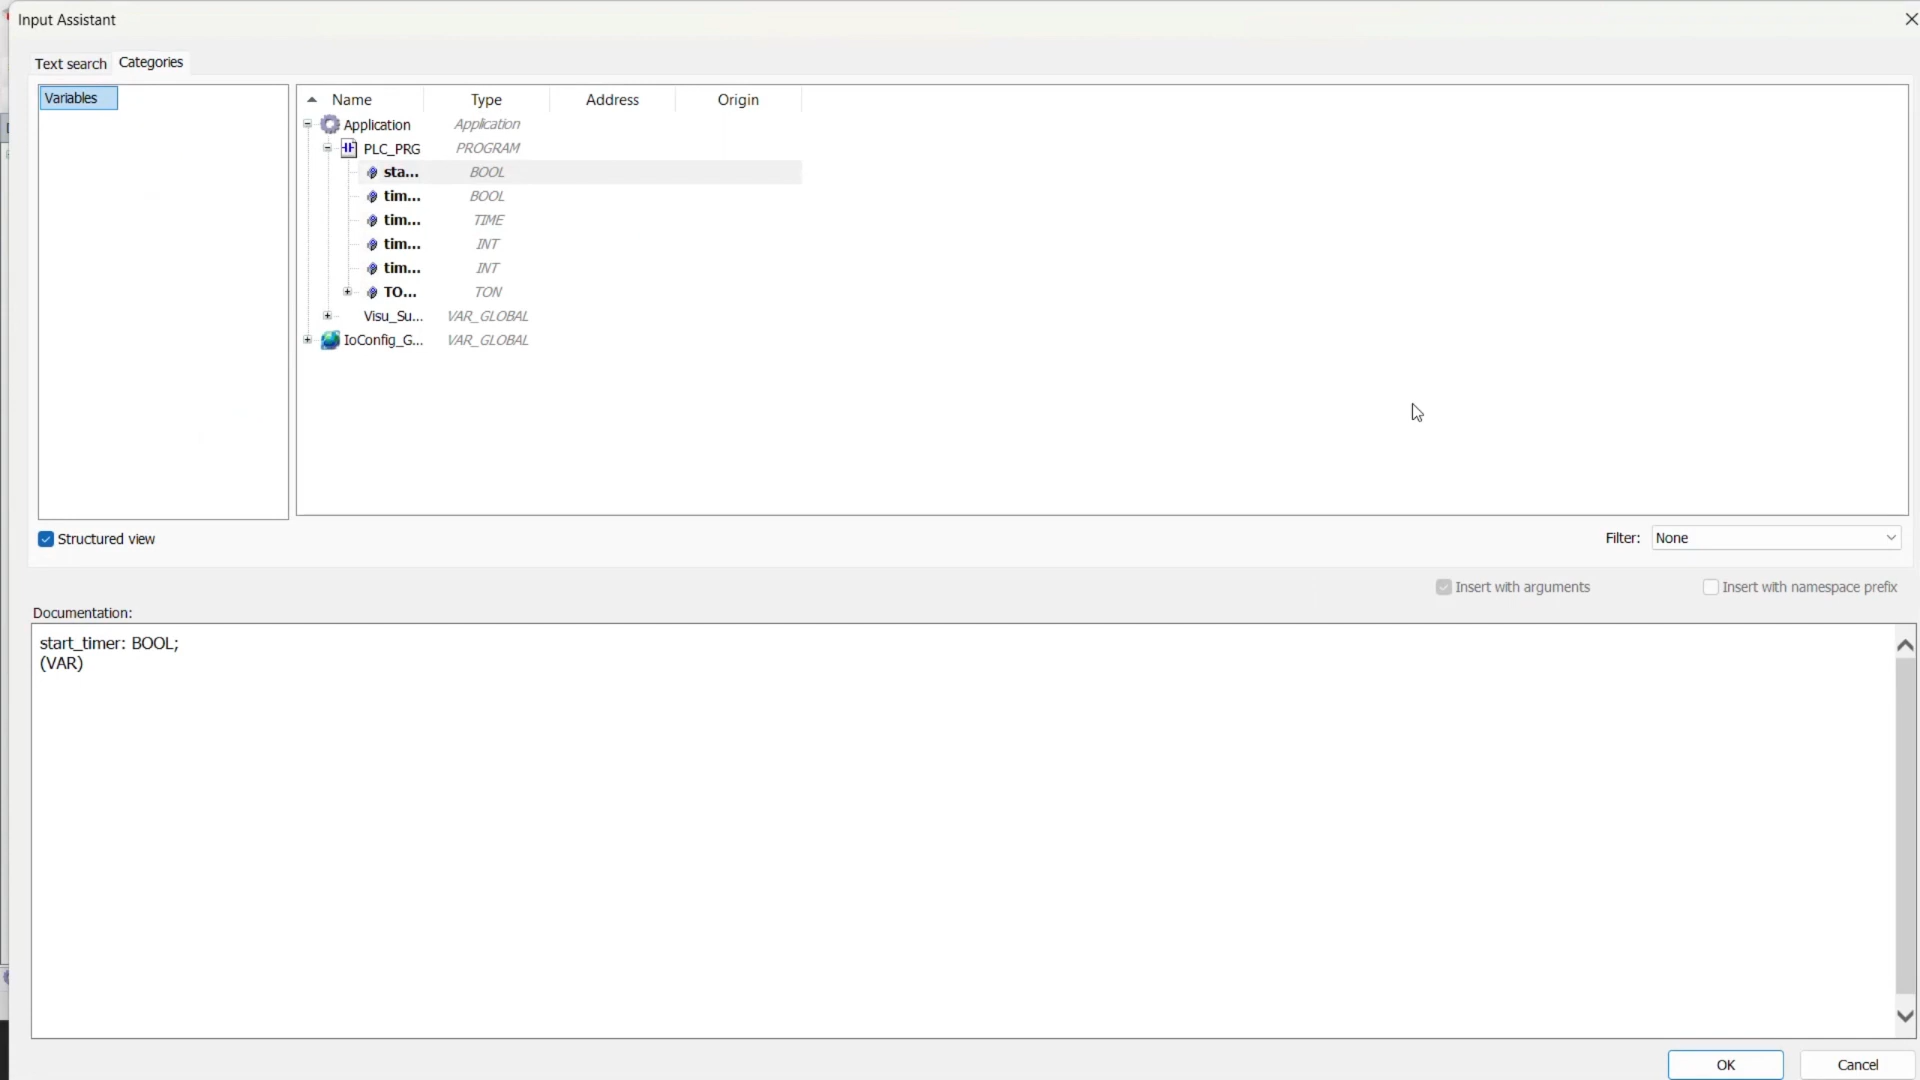 Input Assistant
Text search Categories
Variables
Name Type Address Origin
Application Application
PLC_PRG PROGRAM
sta... BOOL
tim... BOOL
tim... TIME
tim... INT
tim... INT
TO... TON
Visu_Su... VAR_GLOBAL
IoConfig_G... VAR_GLOBAL
Structured view
Filter: None
Insert with arguments Insert with namespace prefix
Documentation:
start_timer: BOOL;
(VAR)
OK Cancel